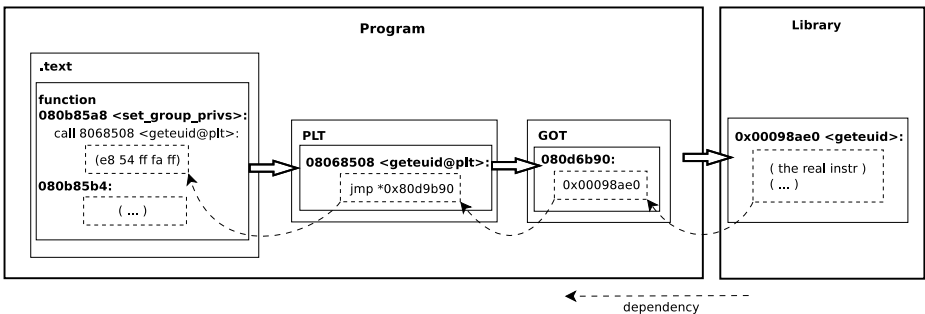 Program
Library
.text
function
080b85a8 <set_group_privs>:
call 8068508 <geteuid@plt>:
(e8 54 ff fa ff)
080b85b4:
( ... )
PLT
08068508 <geteuid@plt>:
jmp *0x80d9b90
GOT
080d6b90:
0x00098ae0
0x00098ae0 <geteuid>:
( the real instr )
( ... )
dependency